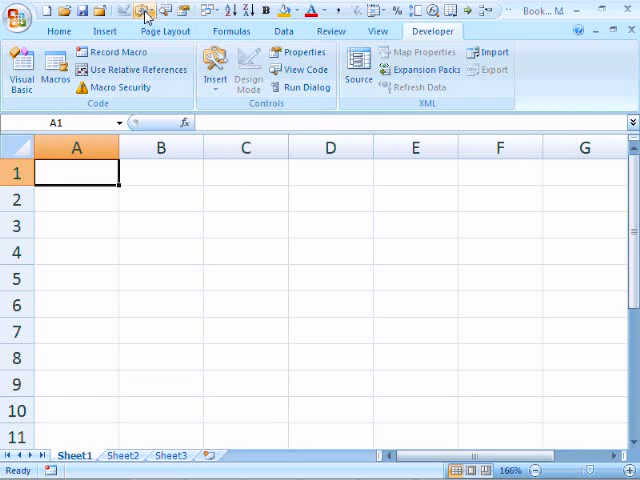 B A % Book... M
Home Insert Page Layout Formulas Data Review View Developer
Visual Basic
Macros
Record Macro
Use Relative References
Macro Security
Code
Insert
Design Mode
Properties
View Code
Run Dialog
Controls
Source
Map Properties
Expansion Packs
Refresh Data
Import
Export
XML
A1 fx
A B C D E F G
1
2
3
4
5
6
7
8
9
10
11
Sheet1 Sheet2 Sheet3
Ready 166%